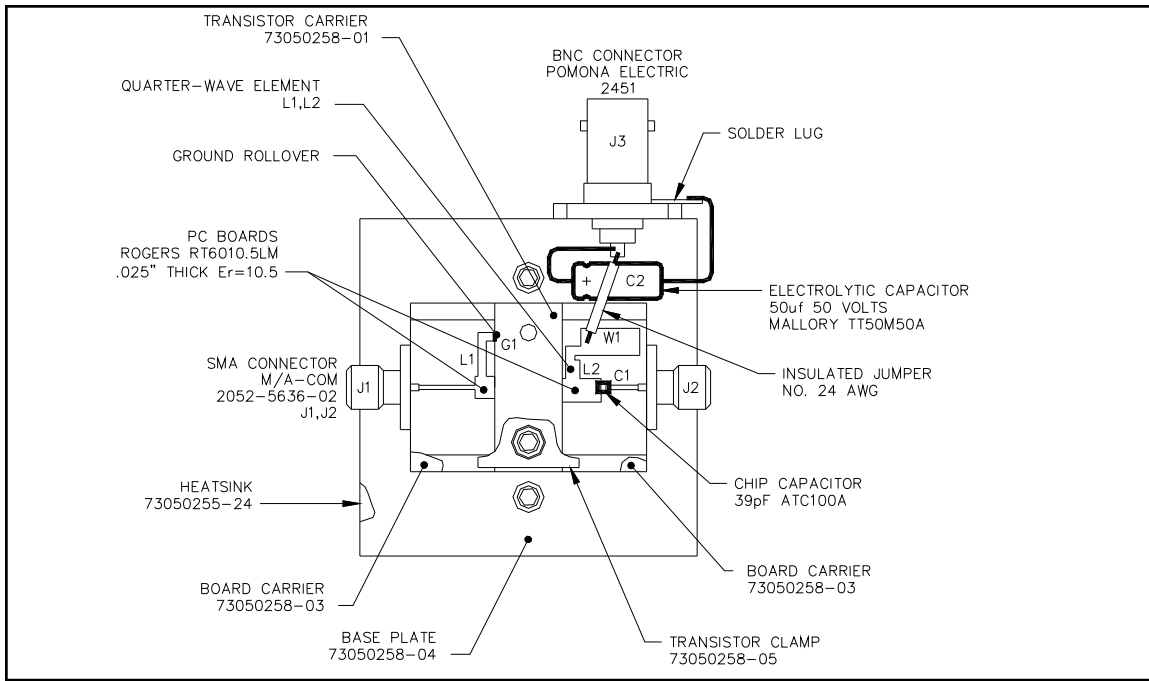 TRANSISTOR CARRIER
73050258-01
BNC CONNECTOR
POMONA ELECTRIC
2451
QUARTER-WAVE ELEMENT
L1,L2
J3
SOLDER LUG
GROUND ROLLOVER
PC BOARDS
ROGERS RT6010.5LM
.025" THICK Er=10.5
+ C2
ELECTROLYTIC CAPACITOR
50uf 50 VOLTS
MALLORY TT50M50A
G1
W1
L1
L2
C1
SMA CONNECTOR
M/A-COM
2052-5636-02
J1,J2
J1
J2
INSULATED JUMPER
NO. 24 AWG
HEATSINK
73050255-24
CHIP CAPACITOR
39pF ATC100A
BOARD CARRIER
73050258-03
BOARD CARRIER
73050258-03
BASE PLATE
73050258-04
TRANSISTOR CLAMP
73050258-05